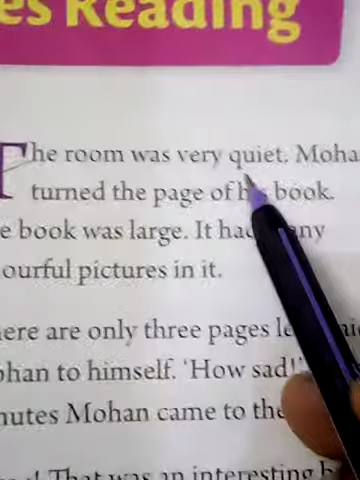 es Reading
The room was very quiet. Moha
turned the page of his book.
e book was large. It had many
ourful pictures in it.
ere are only three pages le
ohan to himself. 'How sad!'
nutes Mohan came to the
That was an interesting b